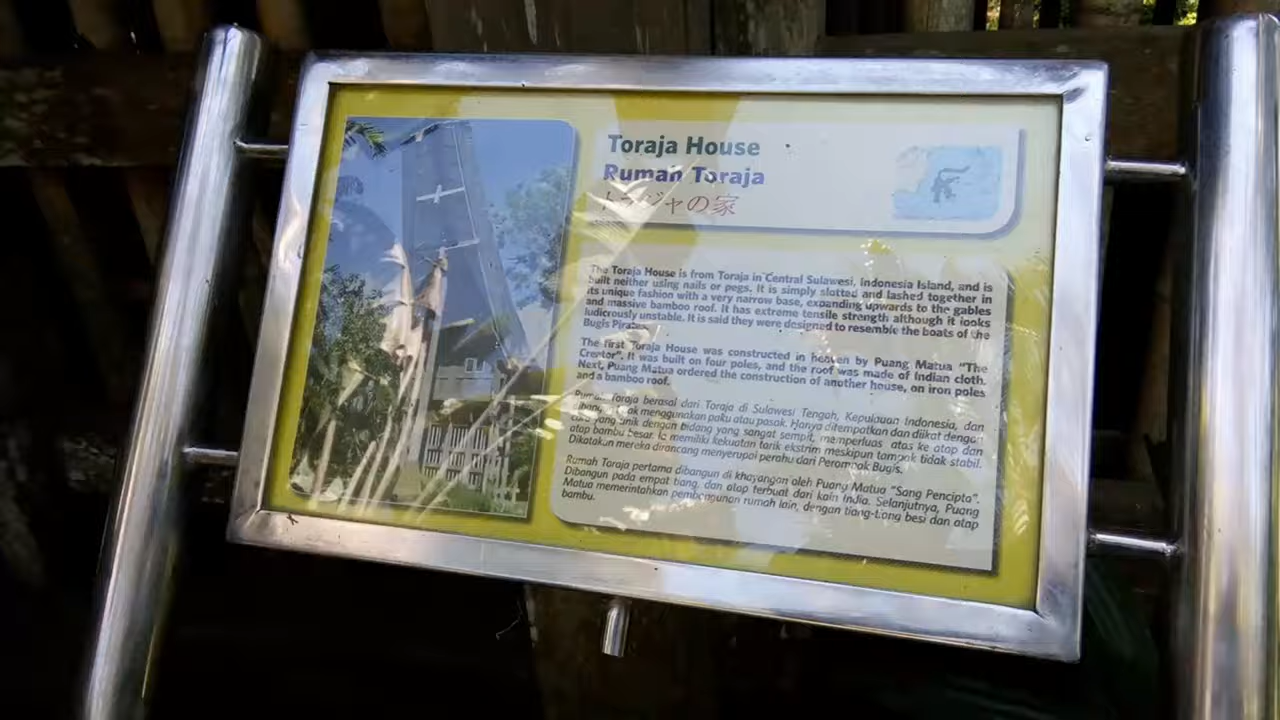 Toraja House
Rumah Toraja
トラジャの家
The Toraja House is from Toraja in Central Sulawesi, Indonesia Island, and is
built neither using nails or pegs. It is simply slotted and lashed together in
its unique fashion with a very narrow base, expanding upwards to the gables
and massive bamboo roof. It has extreme tensile strength although it looks
ludicrously unstable. It is said they were designed to resemble the boats of the
Bugis Pirates.
The first Toraja House was constructed in heaven by Puang Matua "The
Creator". It was built on four poles, and the roof was made of Indian cloth.
Next, Puang Matua ordered the construction of another house, on iron poles
and a bamboo roof.
Rumah Toraja berasal dari Toraja di Sulawesi Tengah, Kepulauan Indonesia, dan
menggunakan paku atau pasak. Hanya ditempatkan dan diikat dengan
cara yang unik dengan bidang yang sangat sempit, memperluas atas ke atap dan
atap bambu besar. Ia memiliki kekuatan tarik ekstrim meskipun tampak tidak stabil.
Dikatakan mereka dirancang menyerupai perahu dari Perompak Bugis.
Rumah Toraja pertama dibangun di khayangan oleh Puang Matua "Sang Pencipta".
Dibangun pada empat tiang, dan atap terbuat dari kain India. Selanjutnya, Puang
Matua memerintahkan pembangunan rumah lain, dengan tiang-tiang besi dan atap
bambu.